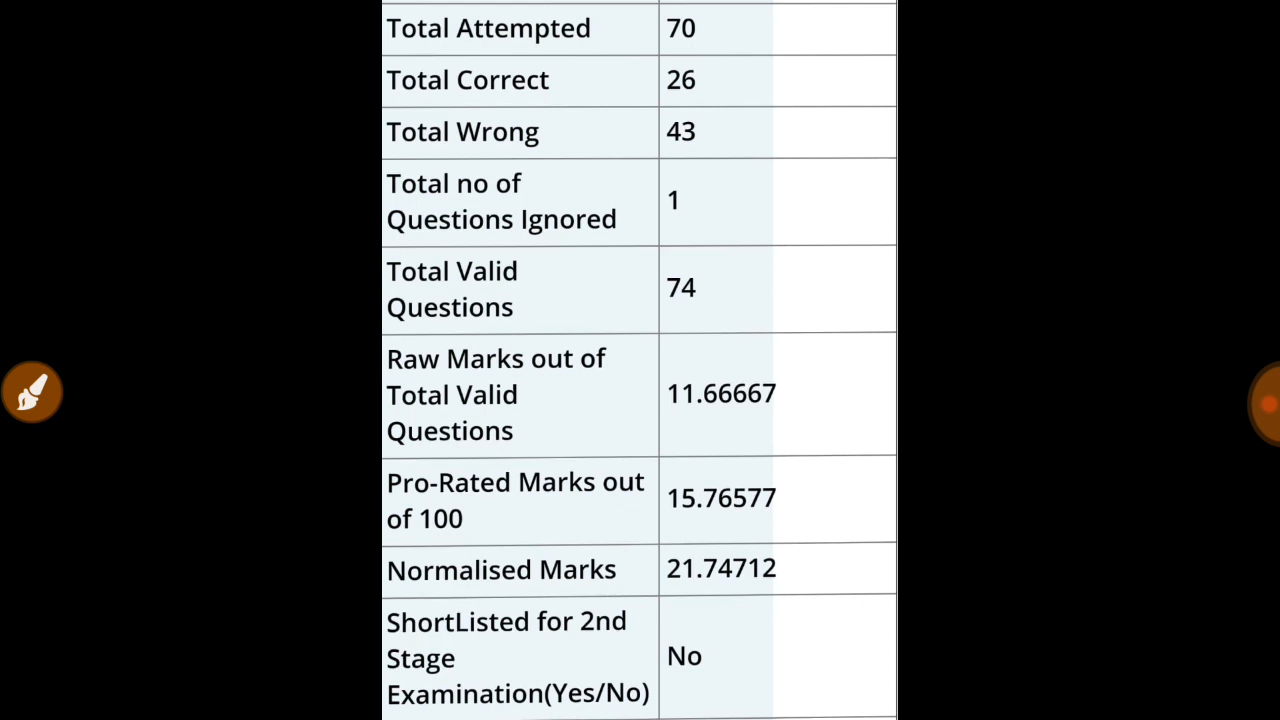 Total Attempted 70
Total Correct 26
Total Wrong 43
Total no of
Questions Ignored 1
Total Valid
Questions 74
Raw Marks out of
Total Valid
Questions 11.66667
Pro-Rated Marks out
of 100 15.76577
Normalised Marks 21.74712
ShortListed for 2nd
Stage
Examination(Yes/No) No